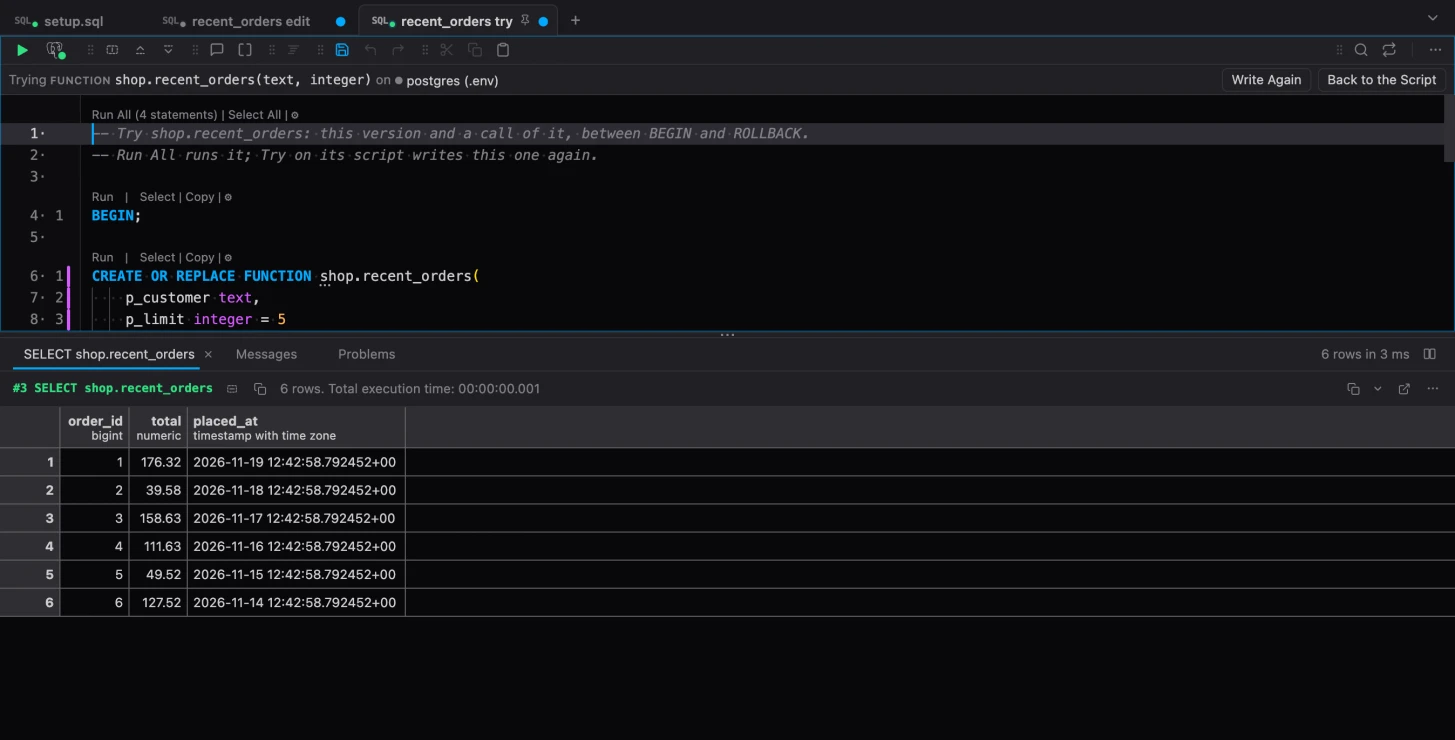 SQL setup.sql SQL recent_orders edit SQL recent_orders try +
Trying FUNCTION shop.recent_orders(text, integer) on postgres (.env) Write Again Back to the Script
Run All (4 statements) | Select All |
1 -- Try shop.recent_orders: this version and a call of it, between BEGIN and ROLLBACK.
2 -- Run All runs it; Try on its script writes this one again.
3
Run | Select | Copy |
4 1 BEGIN;
5
Run | Select | Copy |
6 1 CREATE OR REPLACE FUNCTION shop.recent_orders(
7 2 p_customer text,
8 3 p_limit integer = 5
SELECT shop.recent_orders × Messages Problems 6 rows in 3 ms
#3 SELECT shop.recent_orders 6 rows. Total execution time: 00:00:00.001
order_id total placed_at
bigint numeric timestamp with time zone
1 1 176.32 2026-11-19 12:42:58.792452+00
2 2 39.58 2026-11-18 12:42:58.792452+00
3 3 158.63 2026-11-17 12:42:58.792452+00
4 4 111.63 2026-11-16 12:42:58.792452+00
5 5 49.52 2026-11-15 12:42:58.792452+00
6 6 127.52 2026-11-14 12:42:58.792452+00